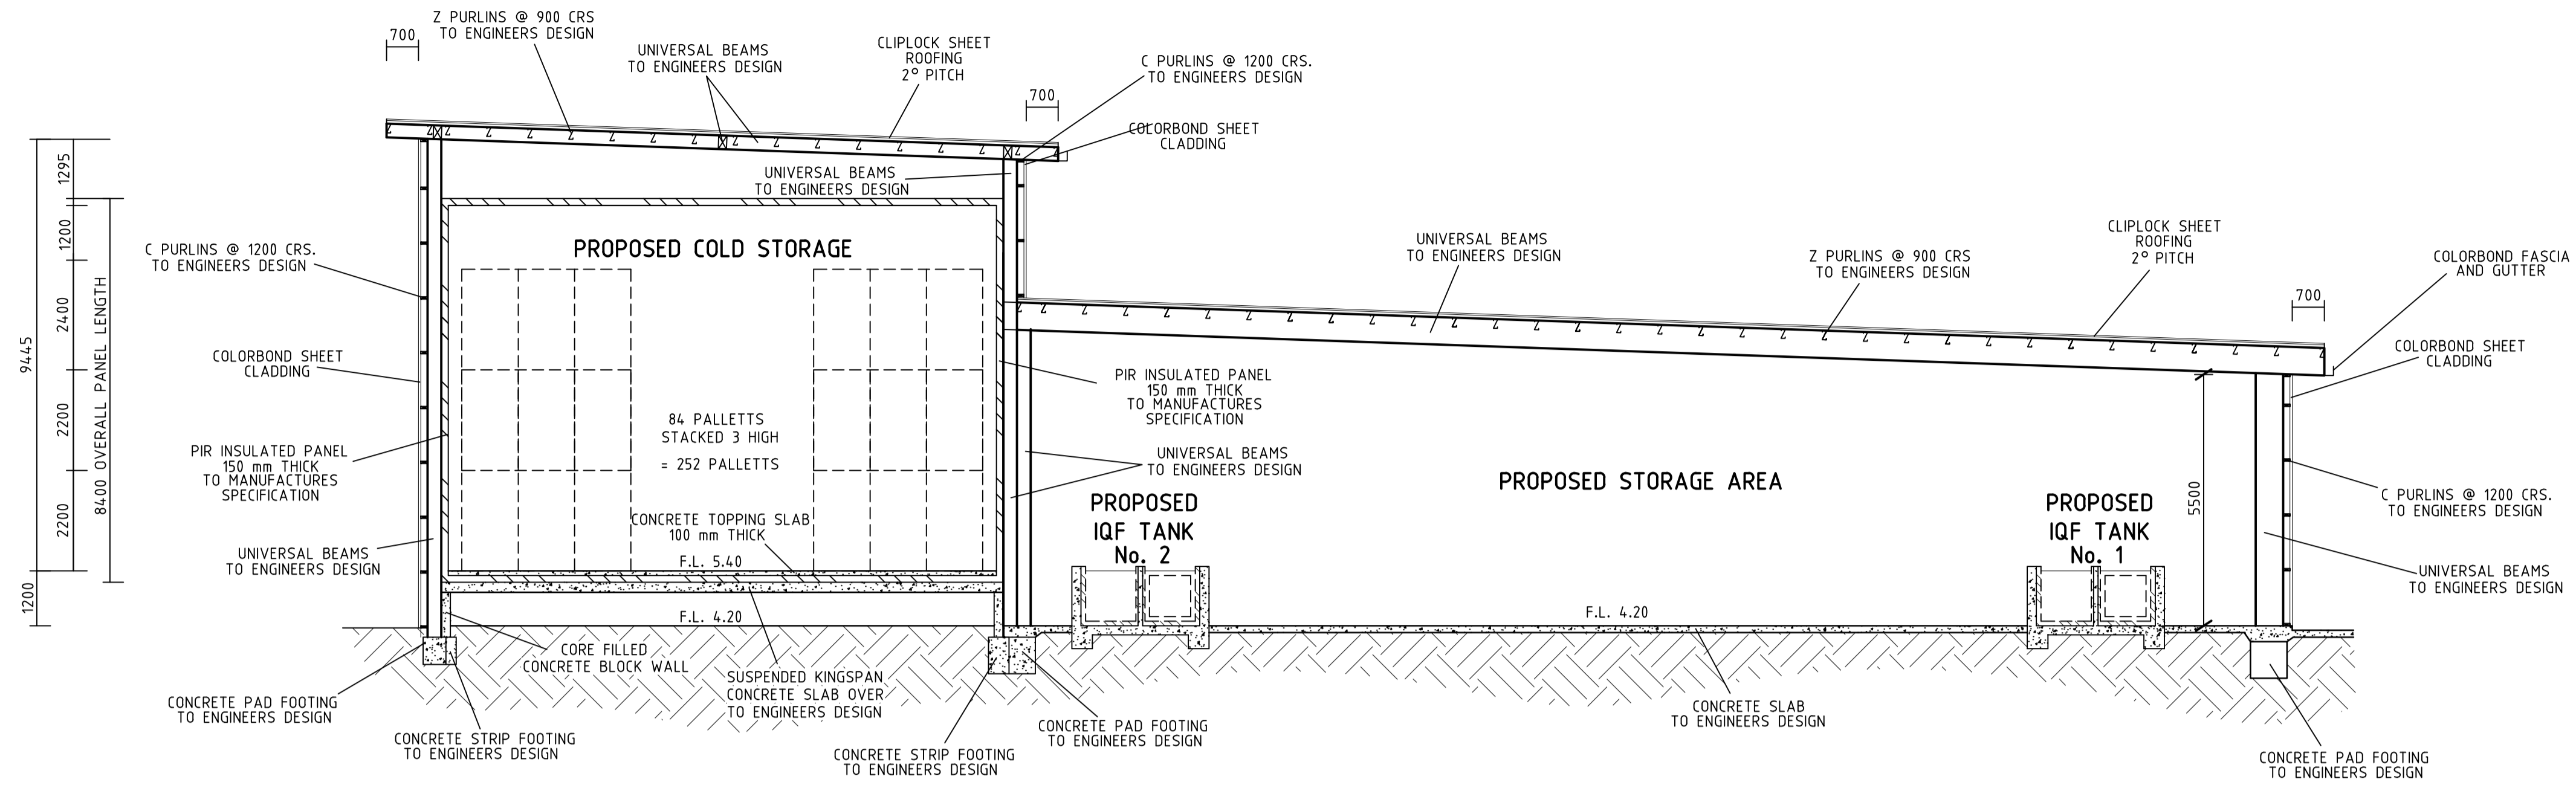 Z PURLINS @ 900 CRS
TO ENGINEERS DESIGN
700
UNIVERSAL BEAMS
TO ENGINEERS DESIGN
CLIPLOCK SHEET
ROOFING
2° PITCH
C PURLINS @ 1200 CRS.
TO ENGINEERS DESIGN
700
COLORBOND SHEET
CLADDING
UNIVERSAL BEAMS
TO ENGINEERS DESIGN
1295
1200
2400
2200
2200
9445
1200
8400 OVERALL PANEL LENGTH
C PURLINS @ 1200 CRS.
TO ENGINEERS DESIGN
COLORBOND SHEET
CLADDING
PIR INSULATED PANEL
150 mm THICK
TO MANUFACTURES
SPECIFICATION
UNIVERSAL BEAMS
TO ENGINEERS DESIGN
PROPOSED COLD STORAGE
84 PALLETTS
STACKED 3 HIGH
= 252 PALLETTS
CONCRETE TOPPING SLAB
100 mm THICK
F.L. 5.40
F.L. 4.20
CORE FILLED
CONCRETE BLOCK WALL
SUSPENDED KINGSPAN
CONCRETE SLAB OVER
TO ENGINEERS DESIGN
CONCRETE PAD FOOTING
TO ENGINEERS DESIGN
CONCRETE STRIP FOOTING
TO ENGINEERS DESIGN
CONCRETE STRIP FOOTING
TO ENGINEERS DESIGN
CONCRETE PAD FOOTING
TO ENGINEERS DESIGN
PIR INSULATED PANEL
150 mm THICK
TO MANUFACTURES
SPECIFICATION
UNIVERSAL BEAMS
TO ENGINEERS DESIGN
PROPOSED
IQF TANK
No. 2
UNIVERSAL BEAMS
TO ENGINEERS DESIGN
Z PURLINS @ 900 CRS
TO ENGINEERS DESIGN
CLIPLOCK SHEET
ROOFING
2° PITCH
700
COLORBOND FASCIA
AND GUTTER
COLORBOND SHEET
CLADDING
PROPOSED STORAGE AREA
F.L. 4.20
PROPOSED
IQF TANK
No. 1
5500
C PURLINS @ 1200 CRS.
TO ENGINEERS DESIGN
UNIVERSAL BEAMS
TO ENGINEERS DESIGN
CONCRETE SLAB
TO ENGINEERS DESIGN
CONCRETE PAD FOOTING
TO ENGINEERS DESIGN